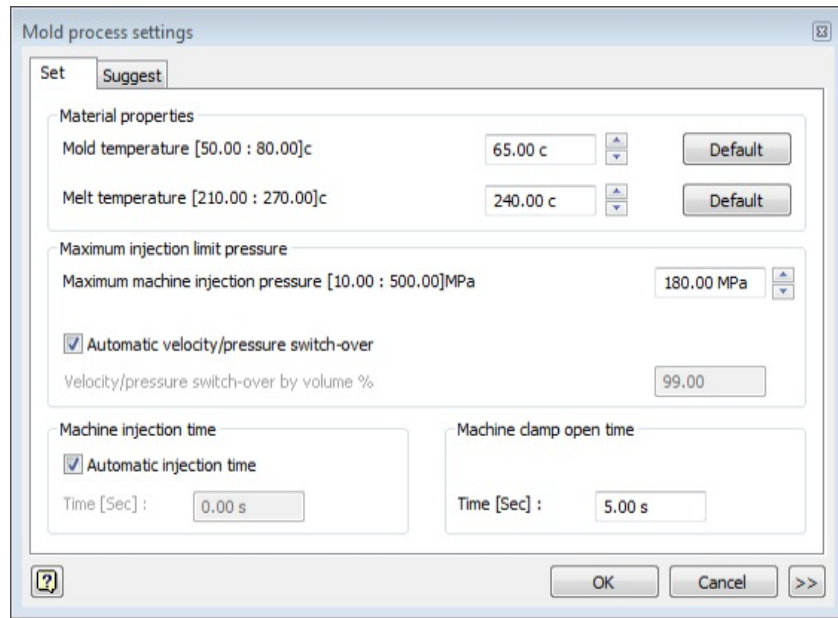 Mold process settings
Set Suggest
Material properties
Mold temperature [50.00 : 80.00]c 65.00 c Default
Melt temperature [210.00 : 270.00]c 240.00 c Default
Maximum injection limit pressure
Maximum machine injection pressure [10.00 : 500.00]MPa 180.00 MPa
Automatic velocity/pressure switch-over
Velocity/pressure switch-over by volume % 99.00
Machine injection time Machine clamp open time
Automatic injection time
Time [Sec] : 0.00 s Time [Sec] : 5.00 s
? OK Cancel >>